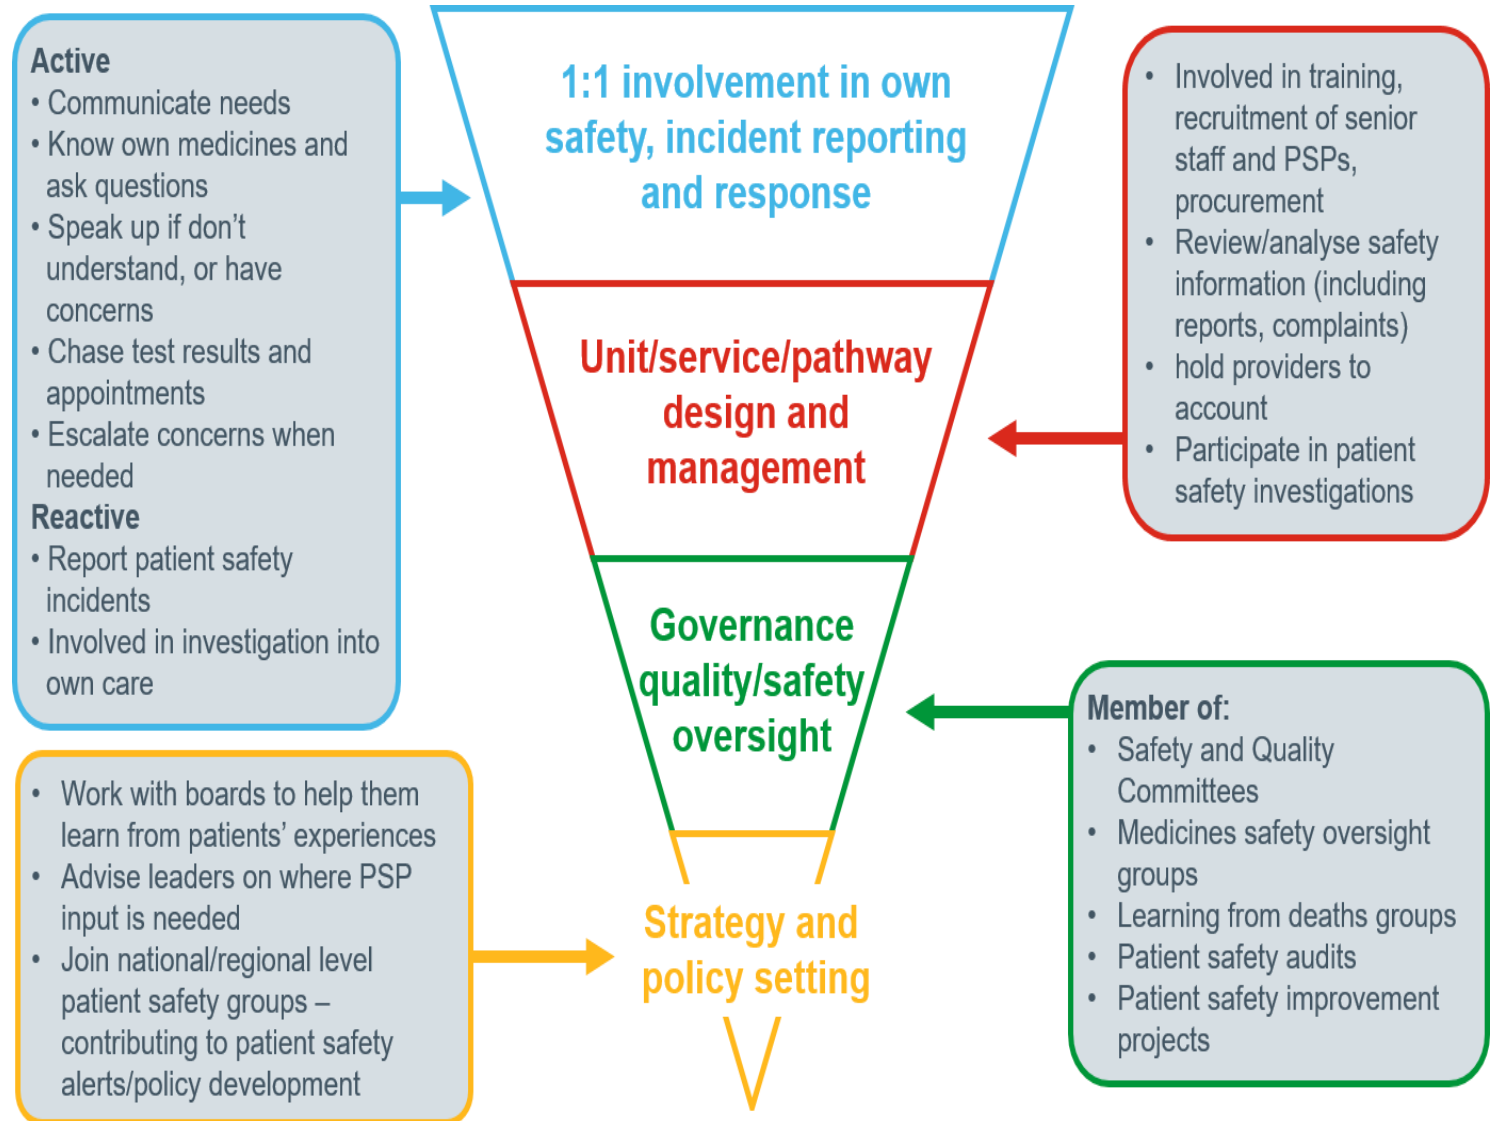 Active
• Communicate needs
• Know own medicines and
ask questions
• Speak up if don’t
understand, or have
concerns
• Chase test results and
appointments
• Escalate concerns when
needed
Reactive
• Report patient safety
incidents
• Involved in investigation into
own care
1:1 involvement in own
safety, incident reporting
and response
• Involved in training,
recruitment of senior
staff and PSPs,
procurement
• Review/analyse safety
information (including
reports, complaints)
• hold providers to
account
• Participate in patient
safety investigations
Unit/service/pathway
design and
management
Governance
quality/safety
oversight
Member of:
• Safety and Quality
Committees
• Medicines safety oversight
groups
• Learning from deaths groups
• Patient safety audits
• Patient safety improvement
projects
• Work with boards to help them
learn from patients’ experiences
• Advise leaders on where PSP
input is needed
• Join national/regional level
patient safety groups –
contributing to patient safety
alerts/policy development
Strategy and
policy setting